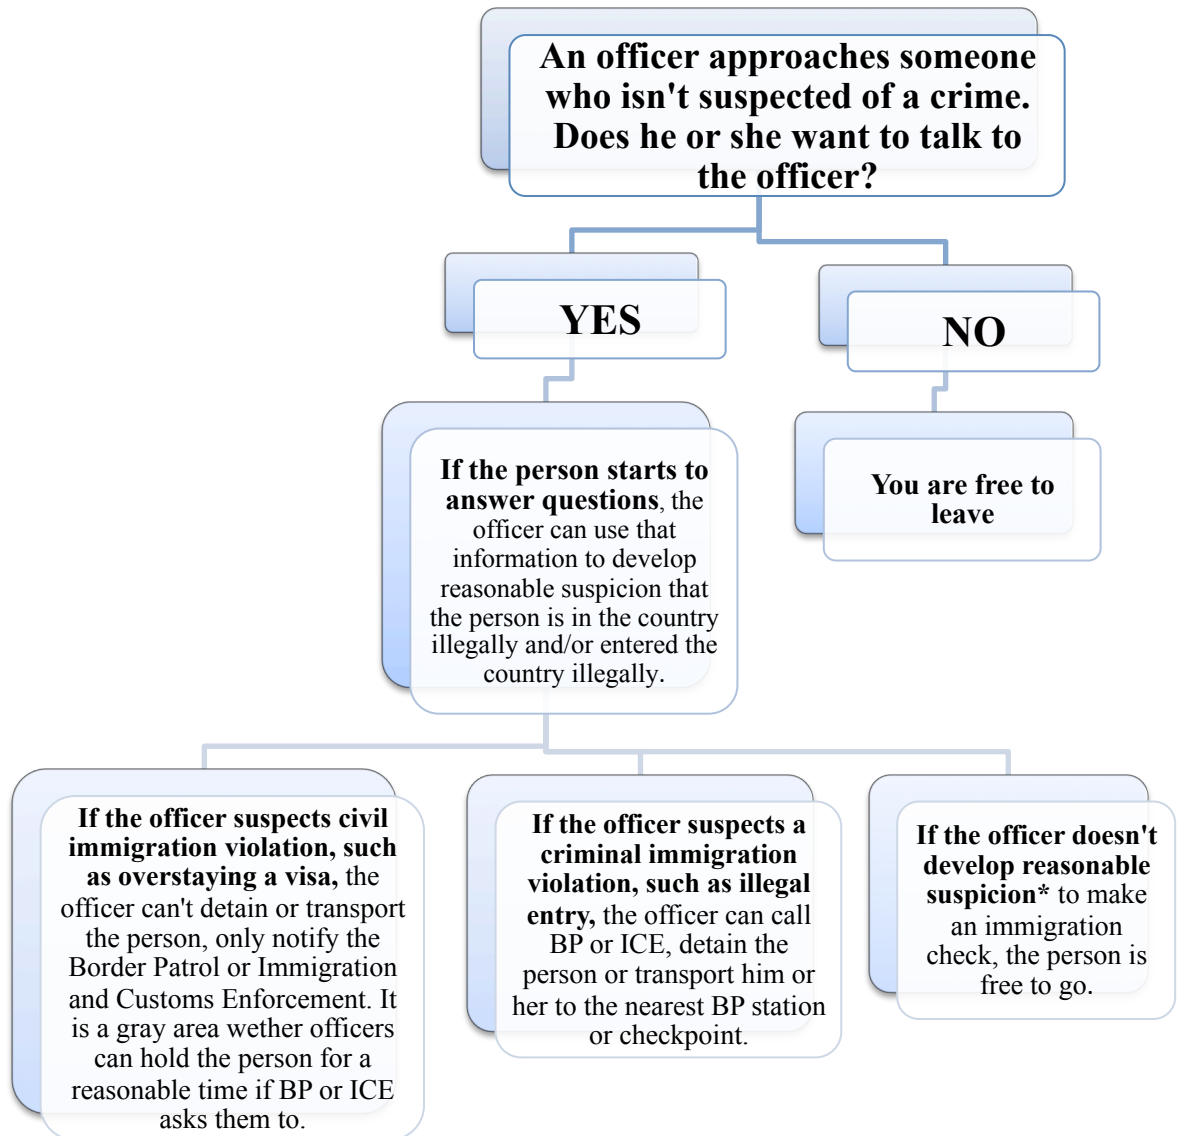 An officer approaches someone
who isn't suspected of a crime.
Does he or she want to talk to
the officer?
YES
NO
If the person starts to
answer questions, the
officer can use that
information to develop
reasonable suspicion that
the person is in the country
illegally and/or entered the
country illegally.
You are free to
leave
If the officer suspects civil
immigration violation, such
as overstaying a visa, the
officer can't detain or transport
the person, only notify the
Border Patrol or Immigration
and Customs Enforcement. It
is a gray area wether officers
can hold the person for a
reasonable time if BP or ICE
asks them to.
If the officer suspects a
criminal immigration
violation, such as illegal
entry, the officer can call
BP or ICE, detain the
person or transport him or
her to the nearest BP station
or checkpoint.
If the officer doesn't
develop reasonable
suspicion* to make
an immigration
check, the person is
free to go.